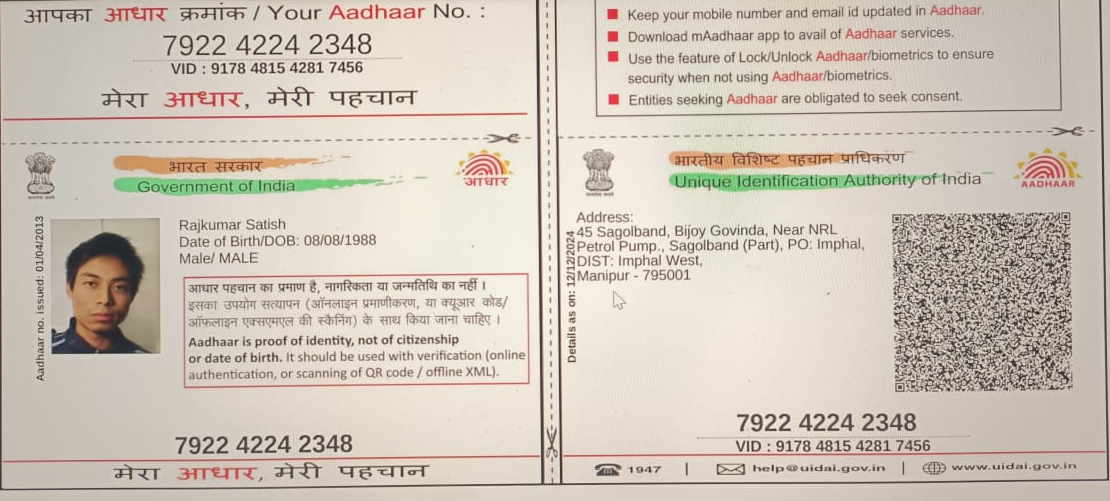 आपका आधार क्रमांक / Your Aadhaar No. :
7922 4224 2348
VID : 9178 4815 4281 7456
मेरा आधार, मेरी पहचान
भारत सरकार
Government of India
आधार
Aadhaar no. issued: 01/04/2013
Rajkumar Satish
Date of Birth/DOB: 08/08/1988
Male/ MALE
आधार पहचान का प्रमाण है, नागरिकता या जन्मतिथि का नहीं ।
इसका उपयोग सत्यापन (ऑनलाइन प्रमाणीकरण, या क्यूआर कोड/
ऑफ़लाइन एक्सएमएल की स्कैनिंग) के साथ किया जाना चाहिए ।
Aadhaar is proof of identity, not of citizenship
or date of birth. It should be used with verification (online
authentication, or scanning of QR code / offline XML).
7922 4224 2348
मेरा आधार, मेरी पहचान
Keep your mobile number and email id updated in Aadhaar.
Download mAadhaar app to avail of Aadhaar services.
Use the feature of Lock/Unlock Aadhaar/biometrics to ensure
security when not using Aadhaar/biometrics.
Entities seeking Aadhaar are obligated to seek consent.
भारतीय विशिष्ट पहचान प्राधिकरण
Unique Identification Authority of India
AADHAAR
Details as on: 12/12/2024
Address:
45 Sagolband, Bijoy Govinda, Near NRL
Petrol Pump., Sagolband (Part), PO: Imphal,
DIST: Imphal West,
Manipur - 795001
7922 4224 2348
VID : 9178 4815 4281 7456
1947 | help@uidai.gov.in | www.uidai.gov.in